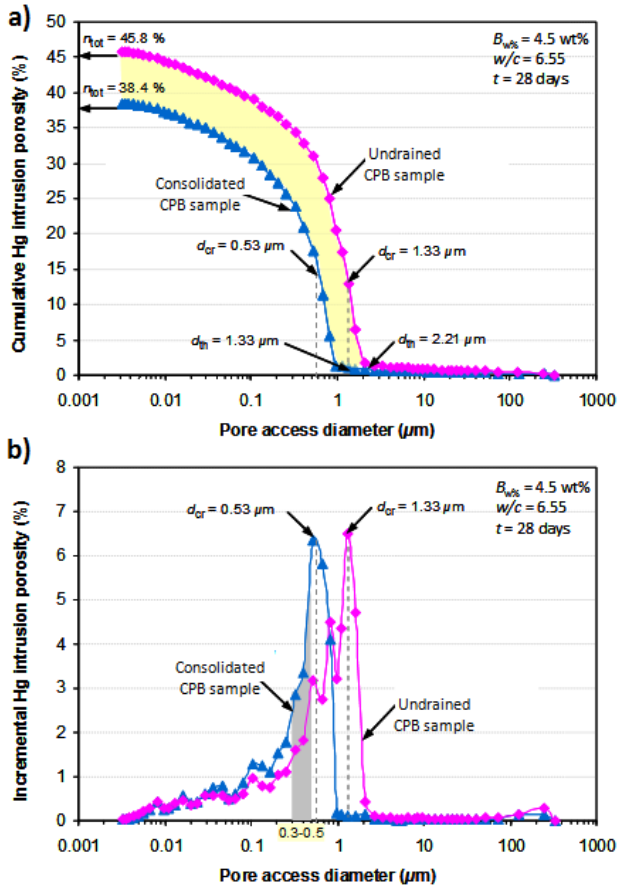 a)
Cumulative Hg intrusion porosity (%)
50
45
40
35
30
25
20
15
10
5
0
n_tot = 45.8 %
n_tot = 38.4 %
B_w% = 4.5 wt%
w/c = 6.55
t = 28 days
Undrained
CPB sample
Consolidated
CPB sample
d_cr = 0.53 µm
d_cr = 1.33 µm
d_th = 1.33 µm
d_th = 2.21 µm
0.001
0.01
0.1
1
10
100
1000
Pore access diameter (µm)
b)
Incremental Hg intrusion porosity (%)
8
7
6
5
4
3
2
1
0
B_w% = 4.5 wt%
w/c = 6.55
t = 28 days
d_cr = 0.53 µm
d_cr = 1.33 µm
Consolidated
CPB sample
Undrained
CPB sample
0.3-0.5
0.001
0.01
0.1
1
10
100
1000
Pore access diameter (µm)